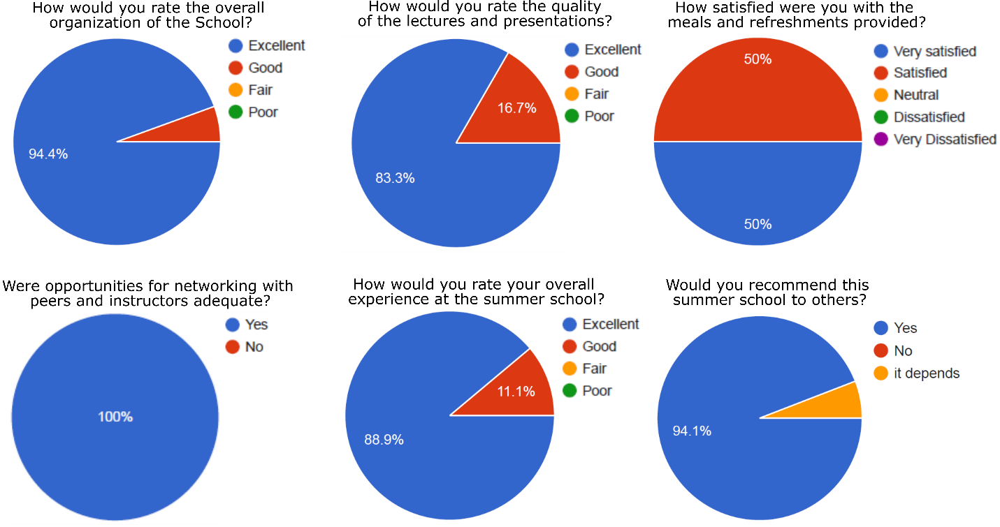 How would you rate the overall
organization of the School?
Excellent
Good
Fair
Poor
94.4%
How would you rate the quality
of the lectures and presentations?
Excellent
Good
Fair
Poor
16.7%
83.3%
How satisfied were you with the
meals and refreshments provided?
50%
Very satisfied
Satisfied
Neutral
Dissatisfied
Very Dissatisfied
50%
Were opportunities for networking with
peers and instructors adequate?
Yes
No
100%
How would you rate your overall
experience at the summer school?
Excellent
Good
Fair
Poor
11.1%
88.9%
Would you recommend this
summer school to others?
Yes
No
it depends
94.1%